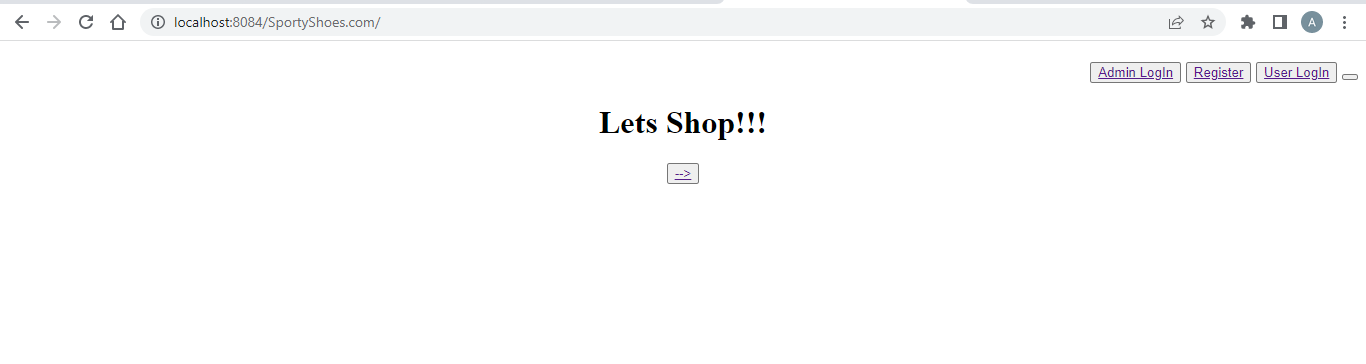 localhost:8084/SportyShoes.com/
A
Admin LogIn Register User LogIn
Lets Shop!!!
-->